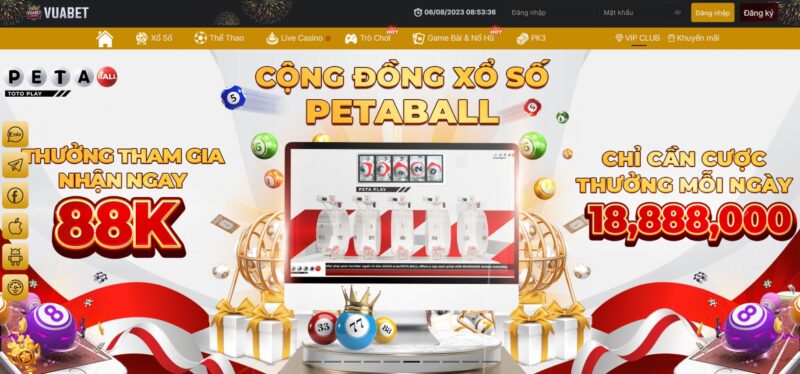 VUABET
06/08/2023 08:53:36
Đăng nhập
Mật khẩu
Đăng nhập
Đăng ký
Xổ Số
Thể Thao
Live Casino
Trò Chơi
HOT
Game Bài & Nổ Hũ
HOT
PK3
VIP CLUB
Khuyến mãi
PETA BALL
TOTO PLAY
CỘNG ĐỒNG XỔ SỐ
PETABALL
THƯỞNG THAM GIA
NHẬN NGAY
88K
CHỈ CẦN CƯỢC
THƯỞNG MỖI NGÀY
18,888,000
PETA PLAY
Zalo
5
6
8
8
33
77